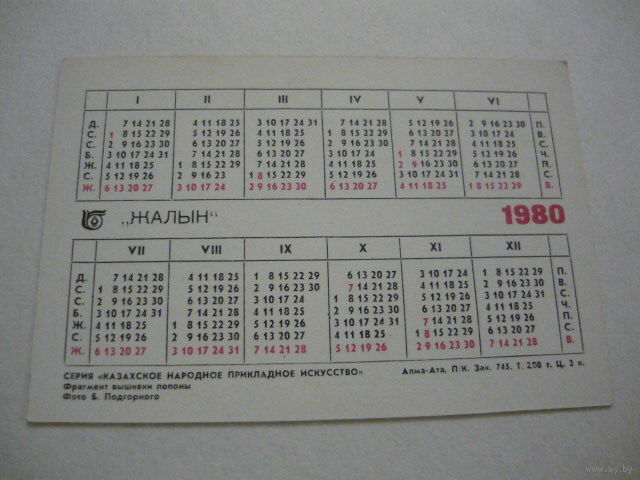 I II III IV V VI
Д. 7 14 21 28 4 11 18 25 3 10 17 24 31 7 14 21 28 5 12 19 26 2 9 16 23 30 П.
С. 1 8 15 22 29 5 12 19 26 4 11 18 25 1 8 15 22 29 6 13 20 27 3 10 17 24 В.
С. 2 9 16 23 30 6 13 20 27 5 12 19 26 2 9 16 23 30 7 14 21 28 4 11 18 25 С.
Б. 3 10 17 24 31 7 14 21 28 6 13 20 27 3 10 17 24 1 8 15 22 29 5 12 19 26 Ч.
Ж. 4 11 18 25 1 8 15 22 29 7 14 21 28 4 11 18 25 2 9 16 23 30 6 13 20 27 П.
С. 5 12 19 26 2 9 16 23 1 8 15 22 29 5 12 19 26 3 10 17 24 31 7 14 21 28 С.
Ж. 6 13 20 27 3 10 17 24 2 9 16 23 30 6 13 20 27 4 11 18 25 1 8 15 22 29 В.
„ЖАЛЫН“ 1980
VII VIII IX X XI XII
Д. 7 14 21 28 4 11 18 25 1 8 15 22 29 6 13 20 27 3 10 17 24 1 8 15 22 29 П.
С. 1 8 15 22 29 5 12 19 26 2 9 16 23 30 7 14 21 28 4 11 18 25 2 9 16 23 30 В.
С. 2 9 16 23 30 6 13 20 27 3 10 17 24 1 8 15 22 29 5 12 19 26 3 10 17 24 31 С.
Б. 3 10 17 24 31 7 14 21 28 4 11 18 25 2 9 16 23 30 6 13 20 27 4 11 18 25 Ч.
Ж. 4 11 18 25 1 8 15 22 29 5 12 19 26 3 10 17 24 31 7 14 21 28 5 12 19 26 П.
С. 5 12 19 26 2 9 16 23 30 6 13 20 27 4 11 18 25 1 8 15 22 29 6 13 20 27 С.
Ж. 6 13 20 27 3 10 17 24 31 7 14 21 28 5 12 19 26 2 9 16 23 30 7 14 21 28 В.
СЕРИЯ «КАЗАХСКОЕ НАРОДНОЕ ПРИКЛАДНОЕ ИСКУССТВО» Алма-Ата, П/К. Зак. 745. Т. 200 т. Ц. 2 к.
Фрагмент вышивки попоны
Фото Б. Подгорного
www.ay.by